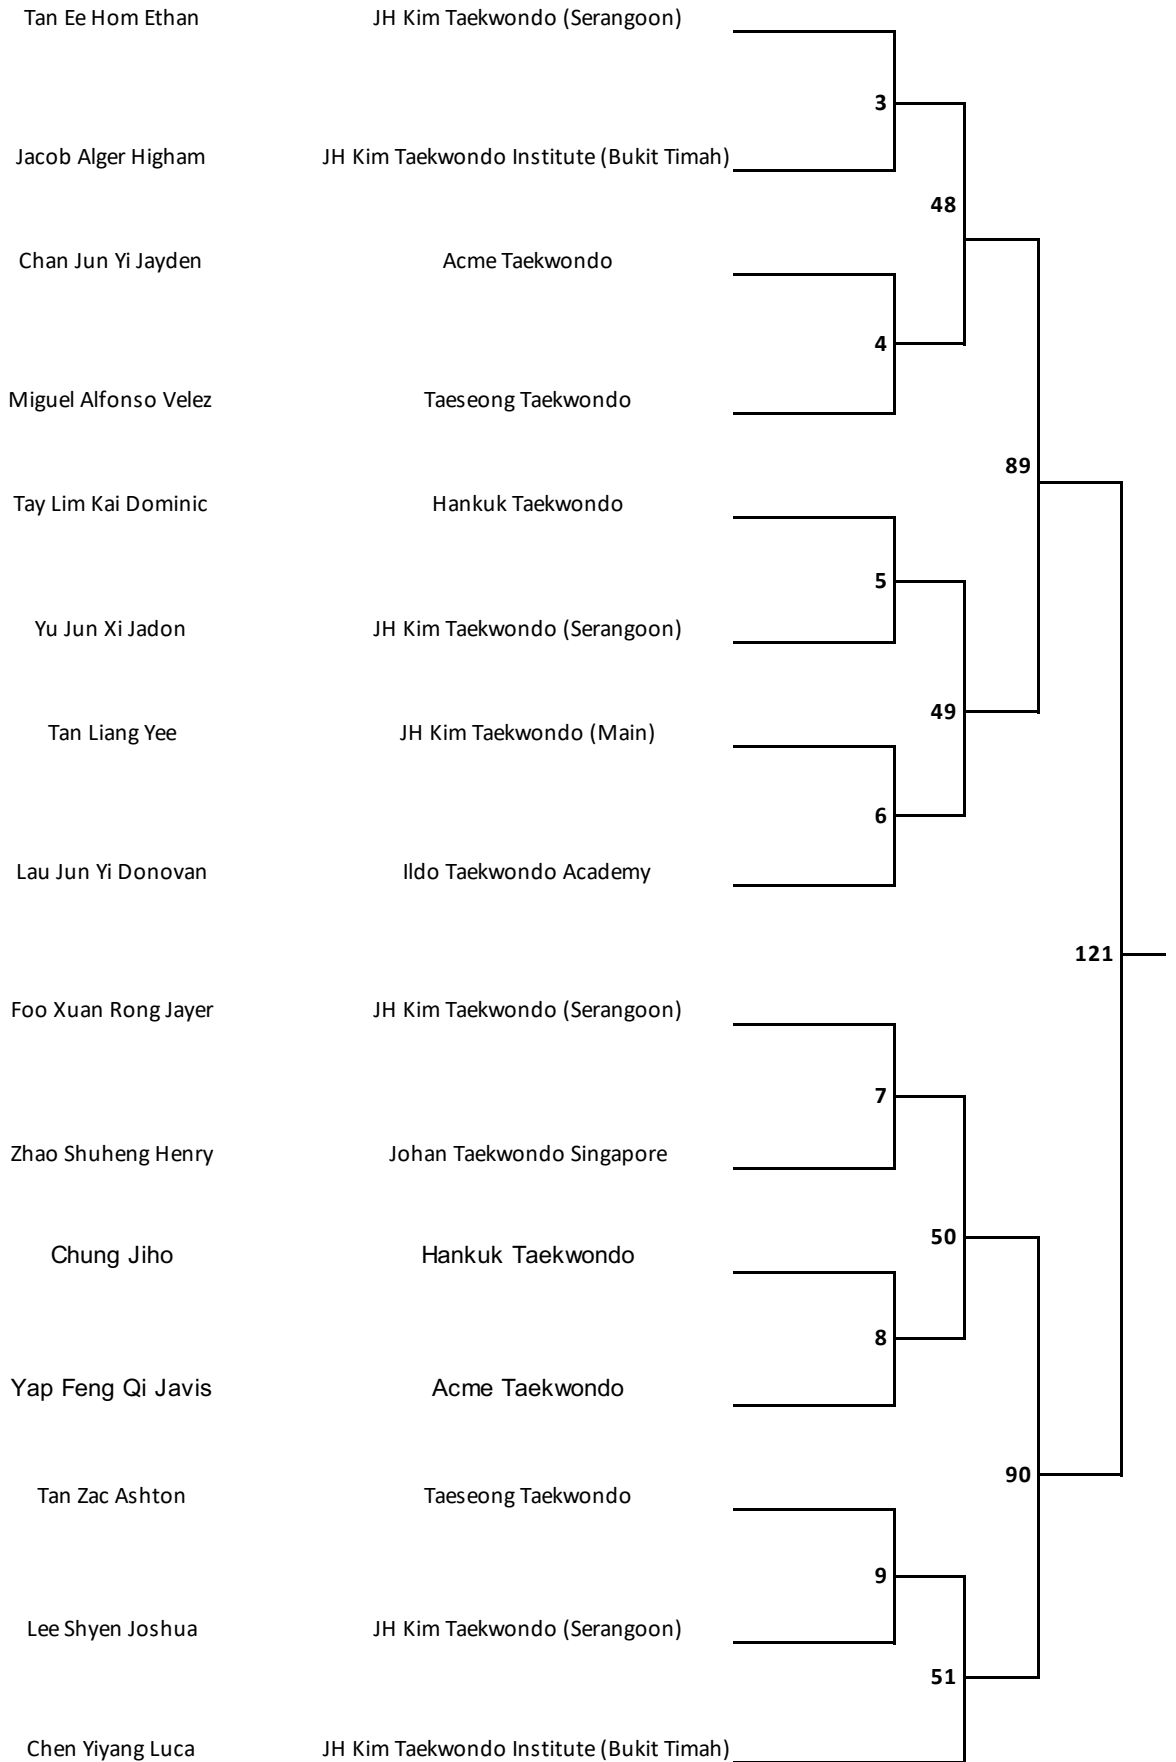 Tan Ee Hom Ethan JH Kim Taekwondo (Serangoon)
3
Jacob Alger Higham JH Kim Taekwondo Institute (Bukit Timah)
48
Chan Jun Yi Jayden Acme Taekwondo
4
Miguel Alfonso Velez Taeseong Taekwondo
89
Tay Lim Kai Dominic Hankuk Taekwondo
5
Yu Jun Xi Jadon JH Kim Taekwondo (Serangoon)
49
Tan Liang Yee JH Kim Taekwondo (Main)
6
Lau Jun Yi Donovan Ildo Taekwondo Academy
121
Foo Xuan Rong Jayer JH Kim Taekwondo (Serangoon)
7
Zhao Shuheng Henry Johan Taekwondo Singapore
50
Chung Jiho Hankuk Taekwondo
8
Yap Feng Qi Javis Acme Taekwondo
90
Tan Zac Ashton Taeseong Taekwondo
9
Lee Shyen Joshua JH Kim Taekwondo (Serangoon)
51
Chen Yiyang Luca JH Kim Taekwondo Institute (Bukit Timah)